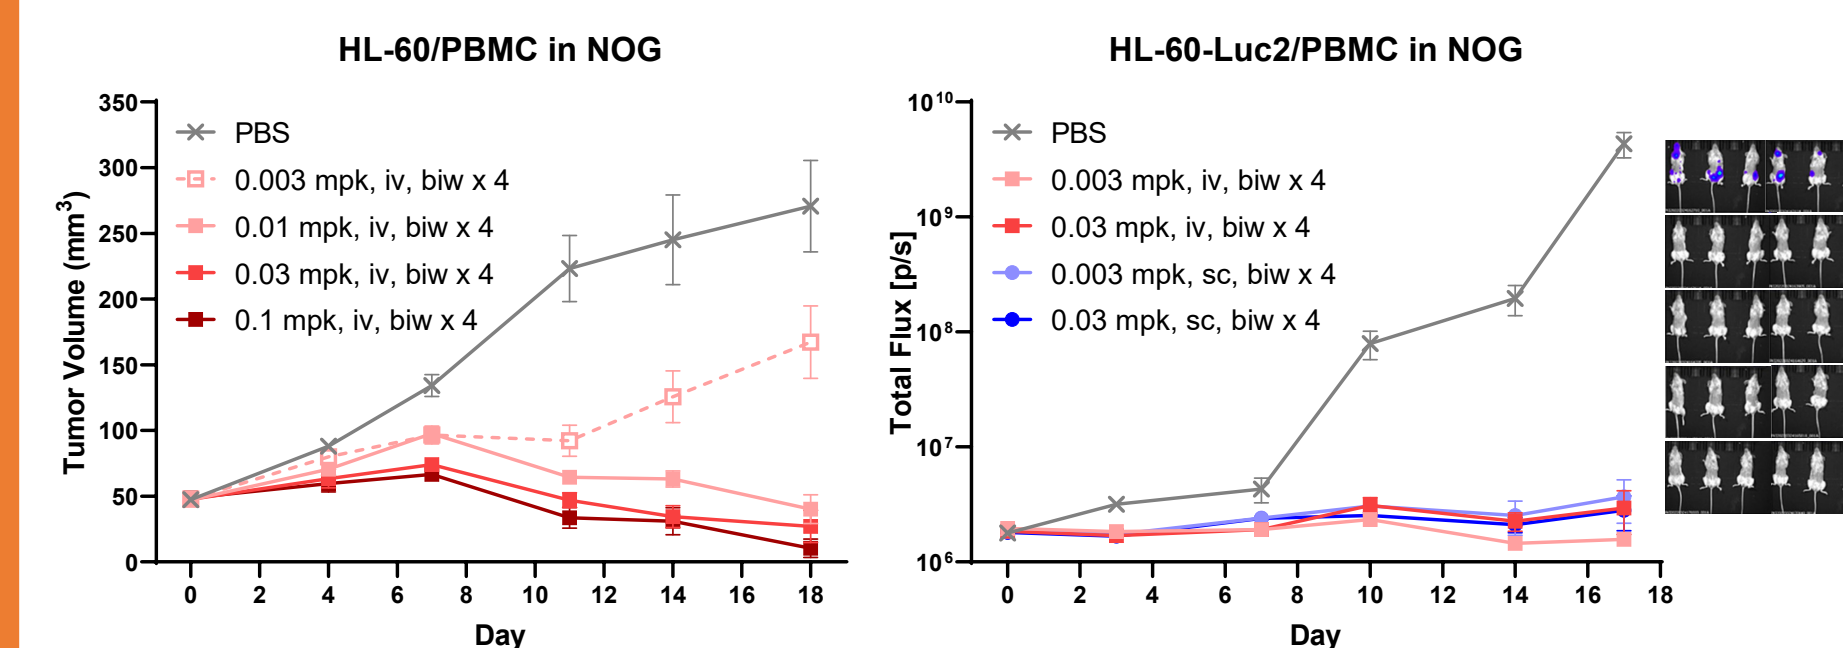 HL-60/PBMC in NOG
Tumor Volume (mm³)
350
300
250
200
150
100
50
0
PBS
0.003 mpk, iv, biw x 4
0.01 mpk, iv, biw x 4
0.03 mpk, iv, biw x 4
0.1 mpk, iv, biw x 4
0 2 4 6 8 10 12 14 16 18
Day
HL-60-Luc2/PBMC in NOG
Total Flux [p/s]
10¹⁰
10⁹
10⁸
10⁷
10⁶
PBS
0.003 mpk, iv, biw x 4
0.03 mpk, iv, biw x 4
0.003 mpk, sc, biw x 4
0.03 mpk, sc, biw x 4
0 2 4 6 8 10 12 14 16 18
Day